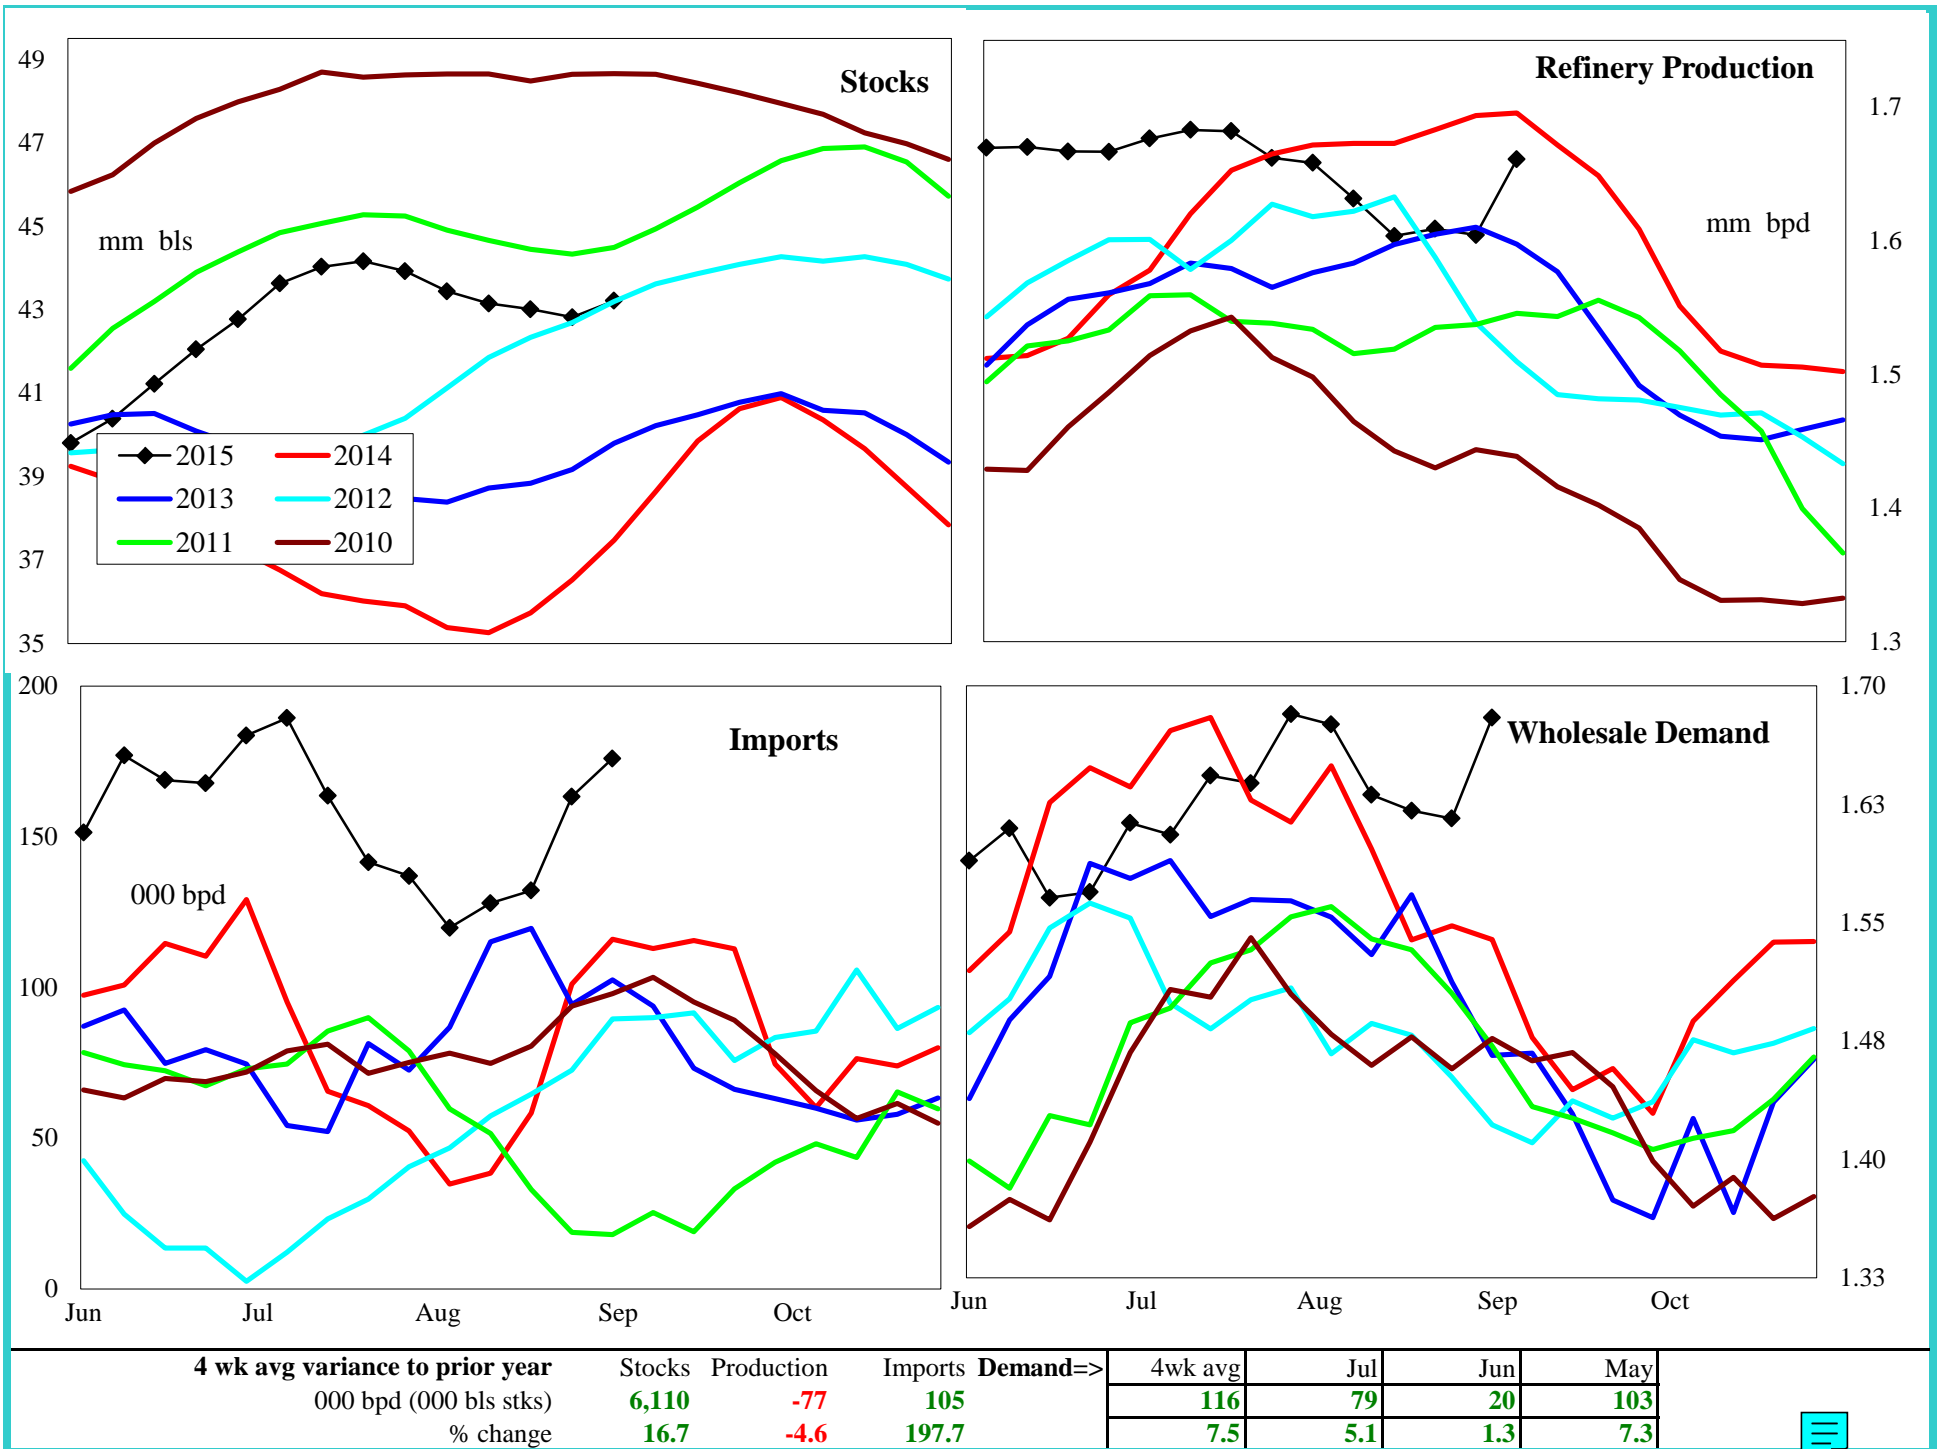 Stocks
49
47
45
43
41
39
37
35
mm bls
2015
2014
2013
2012
2011
2010
Refinery Production
mm bpd
1.7
1.6
1.5
1.4
1.3
Imports
200
150
100
50
0
000 bpd
Jun Jul Aug Sep Oct
Wholesale Demand
1.70
1.63
1.55
1.48
1.40
1.33
Jun Jul Aug Sep Oct
4 wk avg variance to prior year Stocks Production Imports Demand=> 4wk avg Jul Jun May
000 bpd (000 bls stks) 6,110 -77 105 116 79 20 103
% change 16.7 -4.6 197.7 7.5 5.1 1.3 7.3